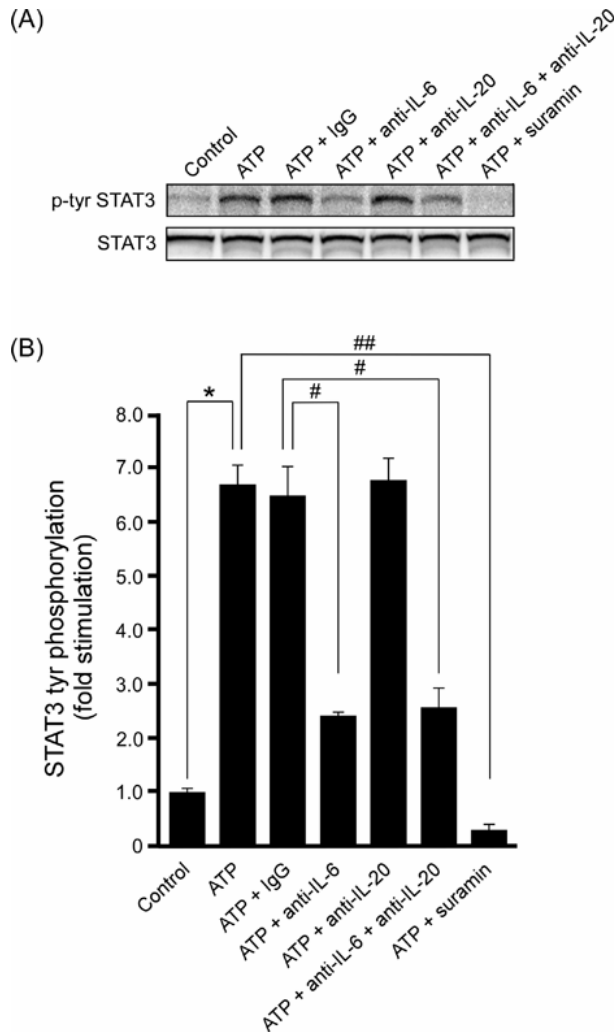 (A)
Control
ATP
ATP + IgG
ATP + anti-IL-6
ATP + anti-IL-20
ATP + anti-IL-6 + anti-IL-20
ATP + suramin
p-tyr STAT3
STAT3
(B)
##
#
* #
8.0
7.0
6.0
5.0
4.0
3.0
2.0
1.0
0
STAT3 tyr phosphorylation
(fold stimulation)
Control
ATP
ATP + IgG
ATP + anti-IL-6
ATP + anti-IL-20
ATP + anti-IL-6 + anti-IL-20
ATP + suramin